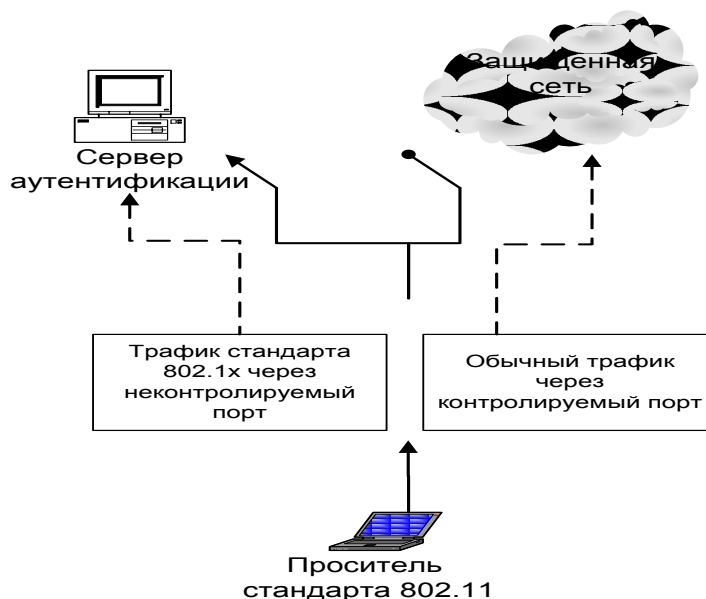 Защищенная
сеть
Сервер
аутентификации
Трафик стандарта
802.1x через
неконтролируемый
порт
Обычный трафик
через
контролируемый порт
Проситель
стандарта 802.11